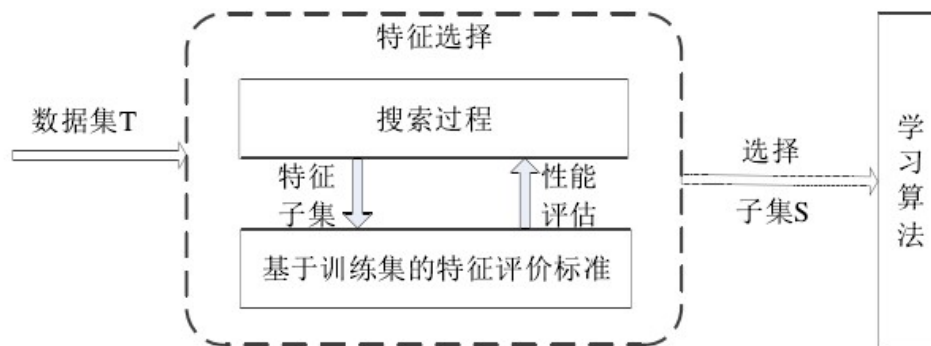 特征选择
数据集T
搜索过程
特征
子集
性能
评估
基于训练集的特征评价标准
选择
子集S
学
习
算
法